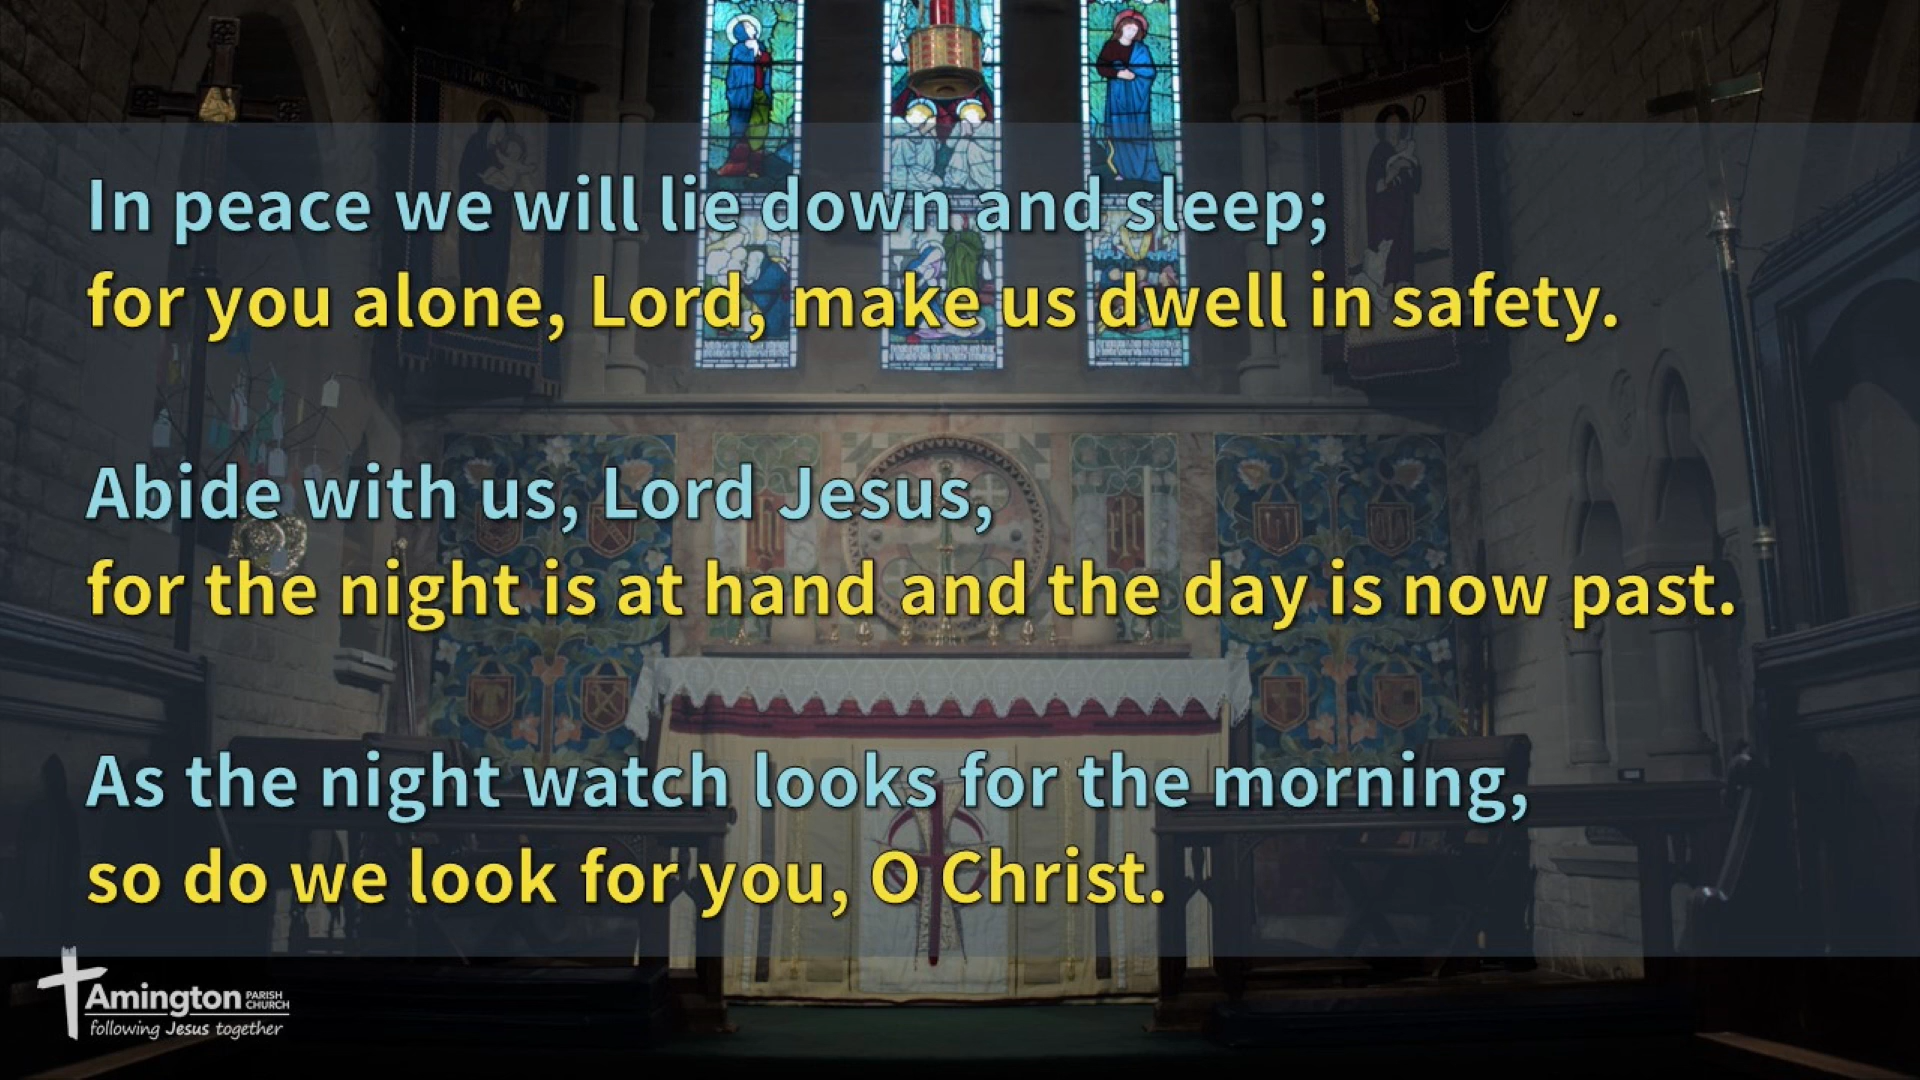 In peace we will lie down and sleep;
for you alone, Lord, make us dwell in safety.
Abide with us, Lord Jesus,
for the night is at hand and the day is now past.
As the night watch looks for the morning,
so do we look for you, O Christ.
Amington PARISH CHURCH
following Jesus together